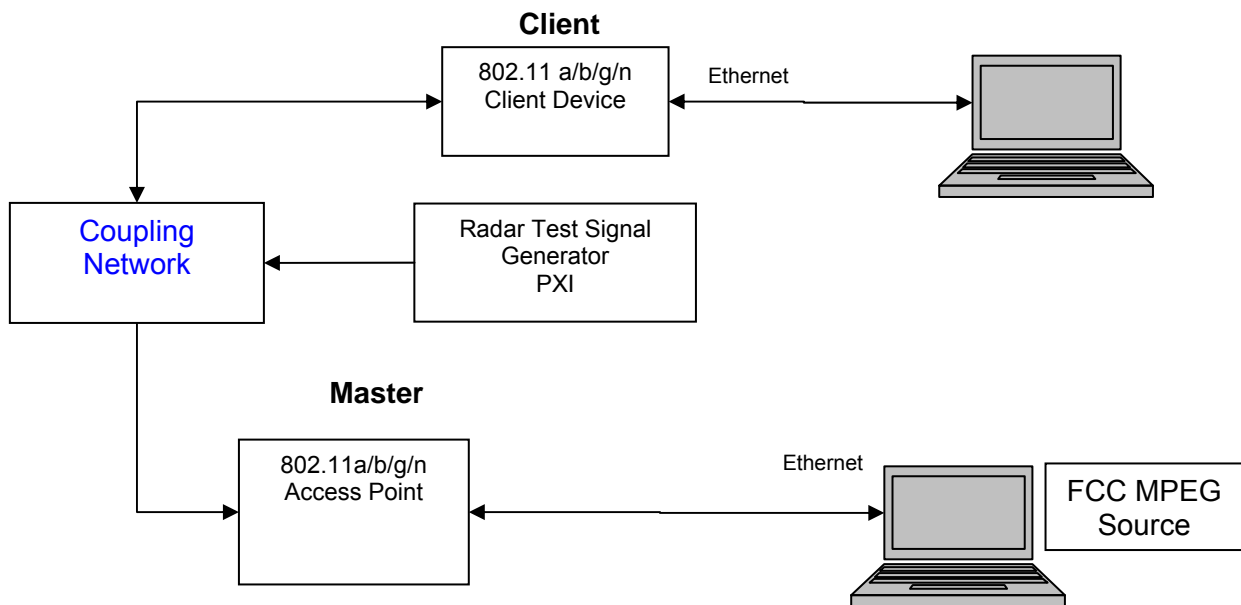 Client
802.11 a/b/g/n
Client Device
Ethernet
Coupling
Network
Radar Test Signal
Generator
PXI
Master
802.11a/b/g/n
Access Point
Ethernet
FCC MPEG
Source